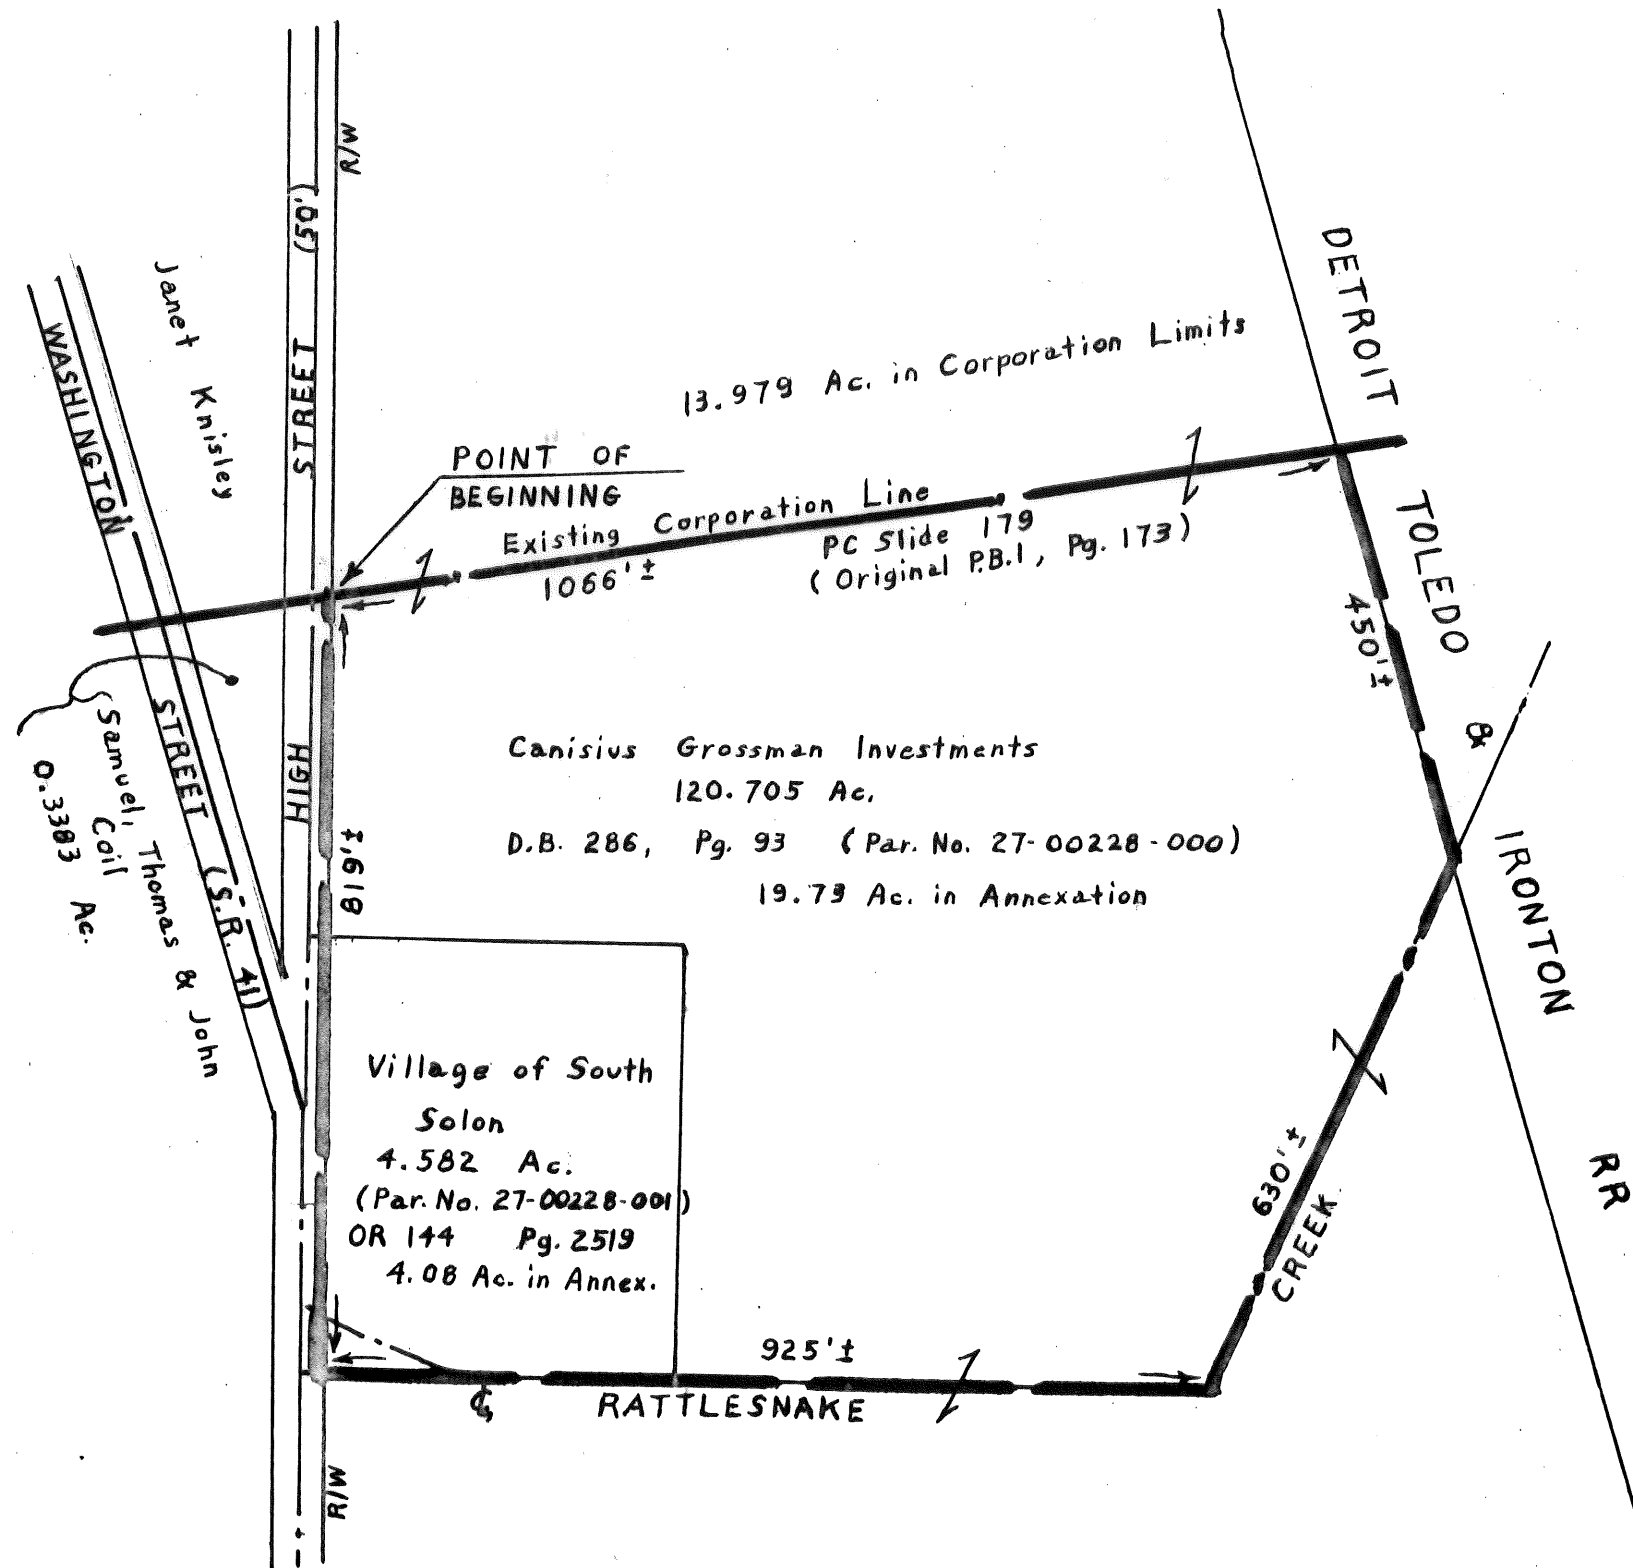 R/W
HIGH STREET (50')
Janet Knisley
WASHINGTON STREET (S.R. 41)
DETROIT TOLEDO & IRONTON RR
13.979 Ac. in Corporation Limits
POINT OF
BEGINNING
Existing Corporation Line
1066'±
PC Slide 179
(Original P.B.1, Pg. 173)
450'±
Samuel, Thomas & John
Coil
0.3383 Ac.
Canisius Grossman Investments
120.705 Ac.
D.B. 286, Pg. 93 (Par. No. 27-00228-000)
19.79 Ac. in Annexation
819'±
Village of South
Solon
4.582 Ac.
(Par. No. 27-00228-001)
OR 144 Pg. 2519
4.08 Ac. in Annex.
630'±
925'±
℄ RATTLESNAKE CREEK
R/W